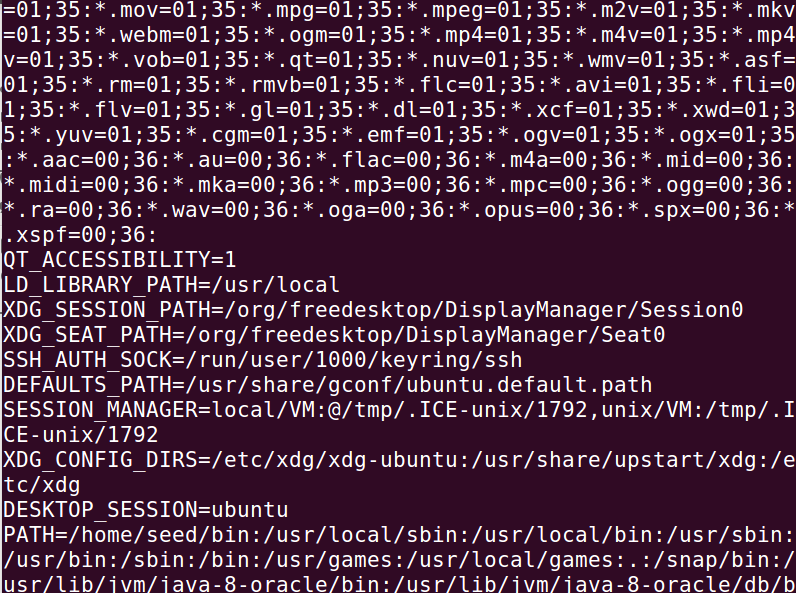 =01;35:*.mov=01;35:*.mpg=01;35:*.mpeg=01;35:*.m2v=01;35:*.mkv
=01;35:*.webm=01;35:*.ogm=01;35:*.mp4=01;35:*.m4v=01;35:*.mp4
v=01;35:*.vob=01;35:*.qt=01;35:*.nuv=01;35:*.wmv=01;35:*.asf=
01;35:*.rm=01;35:*.rmvb=01;35:*.flc=01;35:*.avi=01;35:*.fli=0
1;35:*.flv=01;35:*.gl=01;35:*.dl=01;35:*.xcf=01;35:*.xwd=01;3
5:*.yuv=01;35:*.cgm=01;35:*.emf=01;35:*.ogv=01;35:*.ogx=01;35
:*.aac=00;36:*.au=00;36:*.flac=00;36:*.m4a=00;36:*.mid=00;36:
*.midi=00;36:*.mka=00;36:*.mp3=00;36:*.mpc=00;36:*.ogg=00;36:
*.ra=00;36:*.wav=00;36:*.oga=00;36:*.opus=00;36:*.spx=00;36:*
.xspf=00;36:
QT_ACCESSIBILITY=1
LD_LIBRARY_PATH=/usr/local
XDG_SESSION_PATH=/org/freedesktop/DisplayManager/Session0
XDG_SEAT_PATH=/org/freedesktop/DisplayManager/Seat0
SSH_AUTH_SOCK=/run/user/1000/keyring/ssh
DEFAULTS_PATH=/usr/share/gconf/ubuntu.default.path
SESSION_MANAGER=local/VM:@/tmp/.ICE-unix/1792,unix/VM:/tmp/.I
CE-unix/1792
XDG_CONFIG_DIRS=/etc/xdg/xdg-ubuntu:/usr/share/upstart/xdg:/e
tc/xdg
DESKTOP_SESSION=ubuntu
PATH=/home/seed/bin:/usr/local/sbin:/usr/local/bin:/usr/sbin:
/usr/bin:/sbin:/bin:/usr/games:/usr/local/games:.:/snap/bin:/
usr/lib/jvm/java-8-oracle/bin:/usr/lib/jvm/java-8-oracle/db/b